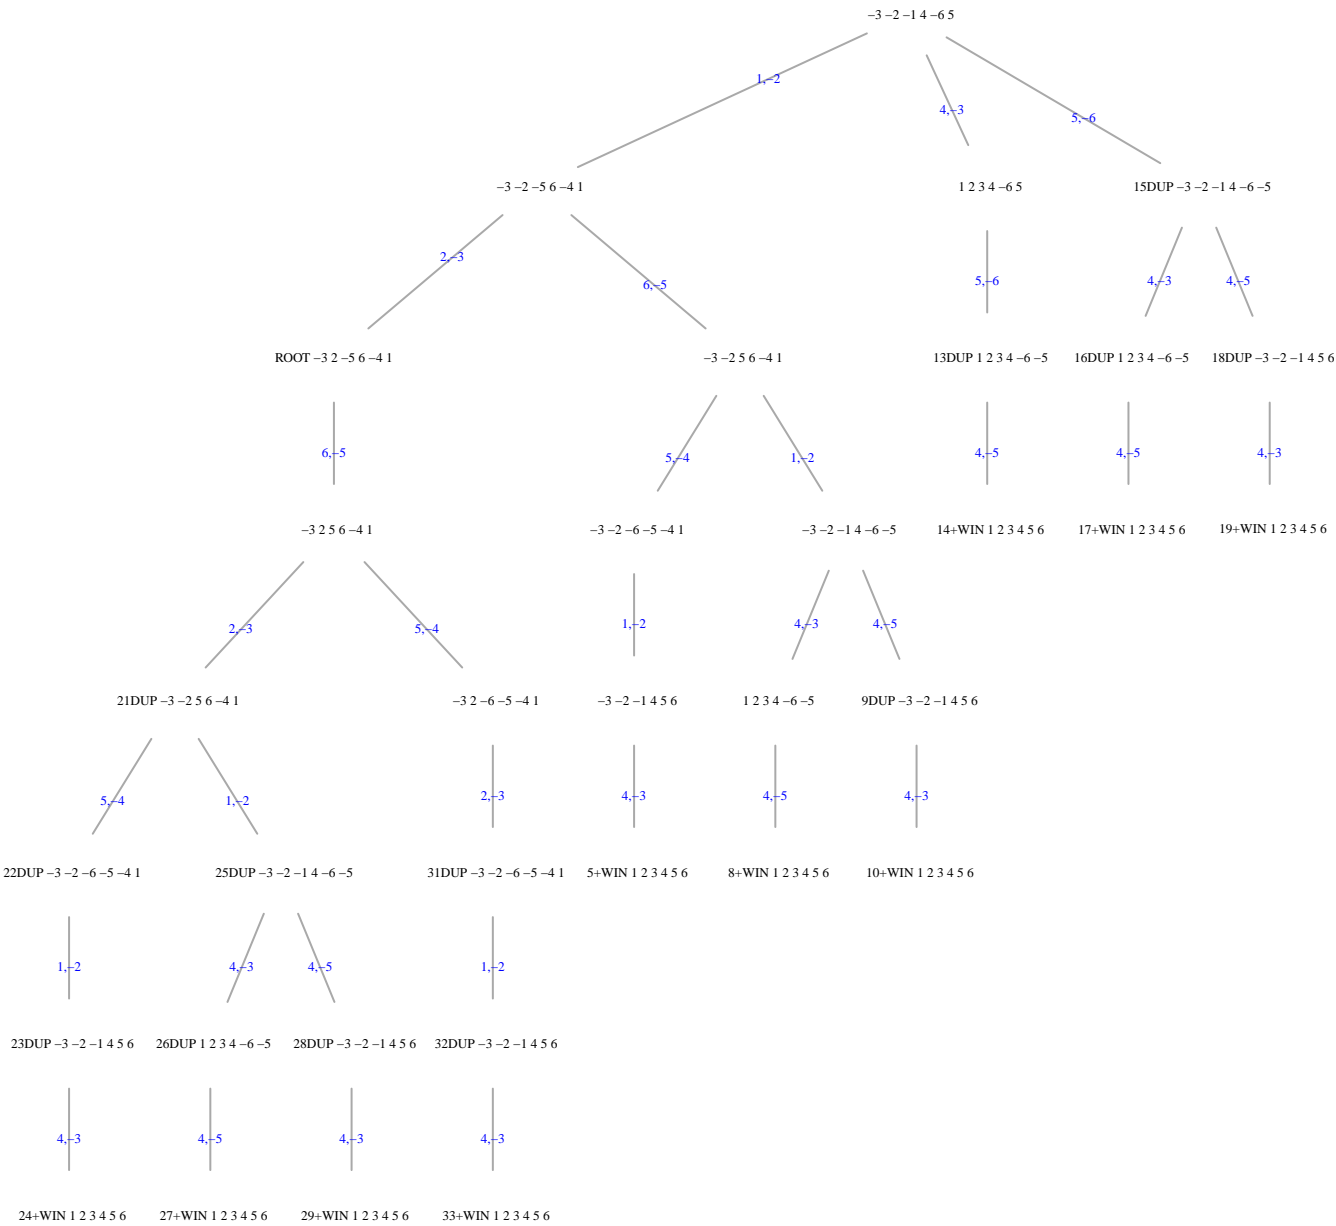 −3 −2 −1 4 −6 5
1,−2
4,−3
5,−6
−3 −2 −5 6 −4 1
1 2 3 4 −6 5
15DUP −3 −2 −1 4 −6 −5
2,−3
6,−5
5,−6
4,−3
4,−5
ROOT −3 2 −5 6 −4 1
−3 −2 5 6 −4 1
13DUP 1 2 3 4 −6 −5
16DUP 1 2 3 4 −6 −5
18DUP −3 −2 −1 4 5 6
6,−5
5,−4
1,−2
4,−5
4,−5
4,−3
−3 2 5 6 −4 1
−3 −2 −6 −5 −4 1
−3 −2 −1 4 −6 −5
14+WIN 1 2 3 4 5 6
17+WIN 1 2 3 4 5 6
19+WIN 1 2 3 4 5 6
2,−3
5,−4
1,−2
4,−3
4,−5
21DUP −3 −2 5 6 −4 1
−3 2 −6 −5 −4 1
−3 −2 −1 4 5 6
1 2 3 4 −6 −5
9DUP −3 −2 −1 4 5 6
5,−4
1,−2
2,−3
4,−3
4,−5
4,−3
22DUP −3 −2 −6 −5 −4 1
25DUP −3 −2 −1 4 −6 −5
31DUP −3 −2 −6 −5 −4 1
5+WIN 1 2 3 4 5 6
8+WIN 1 2 3 4 5 6
10+WIN 1 2 3 4 5 6
1,−2
4,−3
4,−5
1,−2
23DUP −3 −2 −1 4 5 6
26DUP 1 2 3 4 −6 −5
28DUP −3 −2 −1 4 5 6
32DUP −3 −2 −1 4 5 6
4,−3
4,−5
4,−3
4,−3
24+WIN 1 2 3 4 5 6
27+WIN 1 2 3 4 5 6
29+WIN 1 2 3 4 5 6
33+WIN 1 2 3 4 5 6